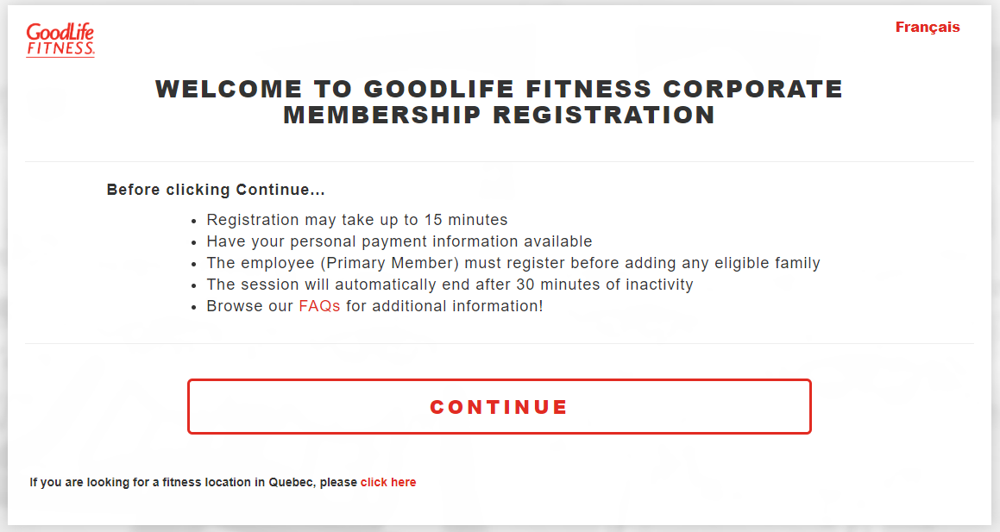 GoodLife
FITNESS
Français
WELCOME TO GOODLIFE FITNESS CORPORATE
MEMBERSHIP REGISTRATION
Before clicking Continue...
• Registration may take up to 15 minutes
• Have your personal payment information available
• The employee (Primary Member) must register before adding any eligible family
• The session will automatically end after 30 minutes of inactivity
• Browse our FAQs for additional information!
CONTINUE
If you are looking for a fitness location in Quebec, please click here